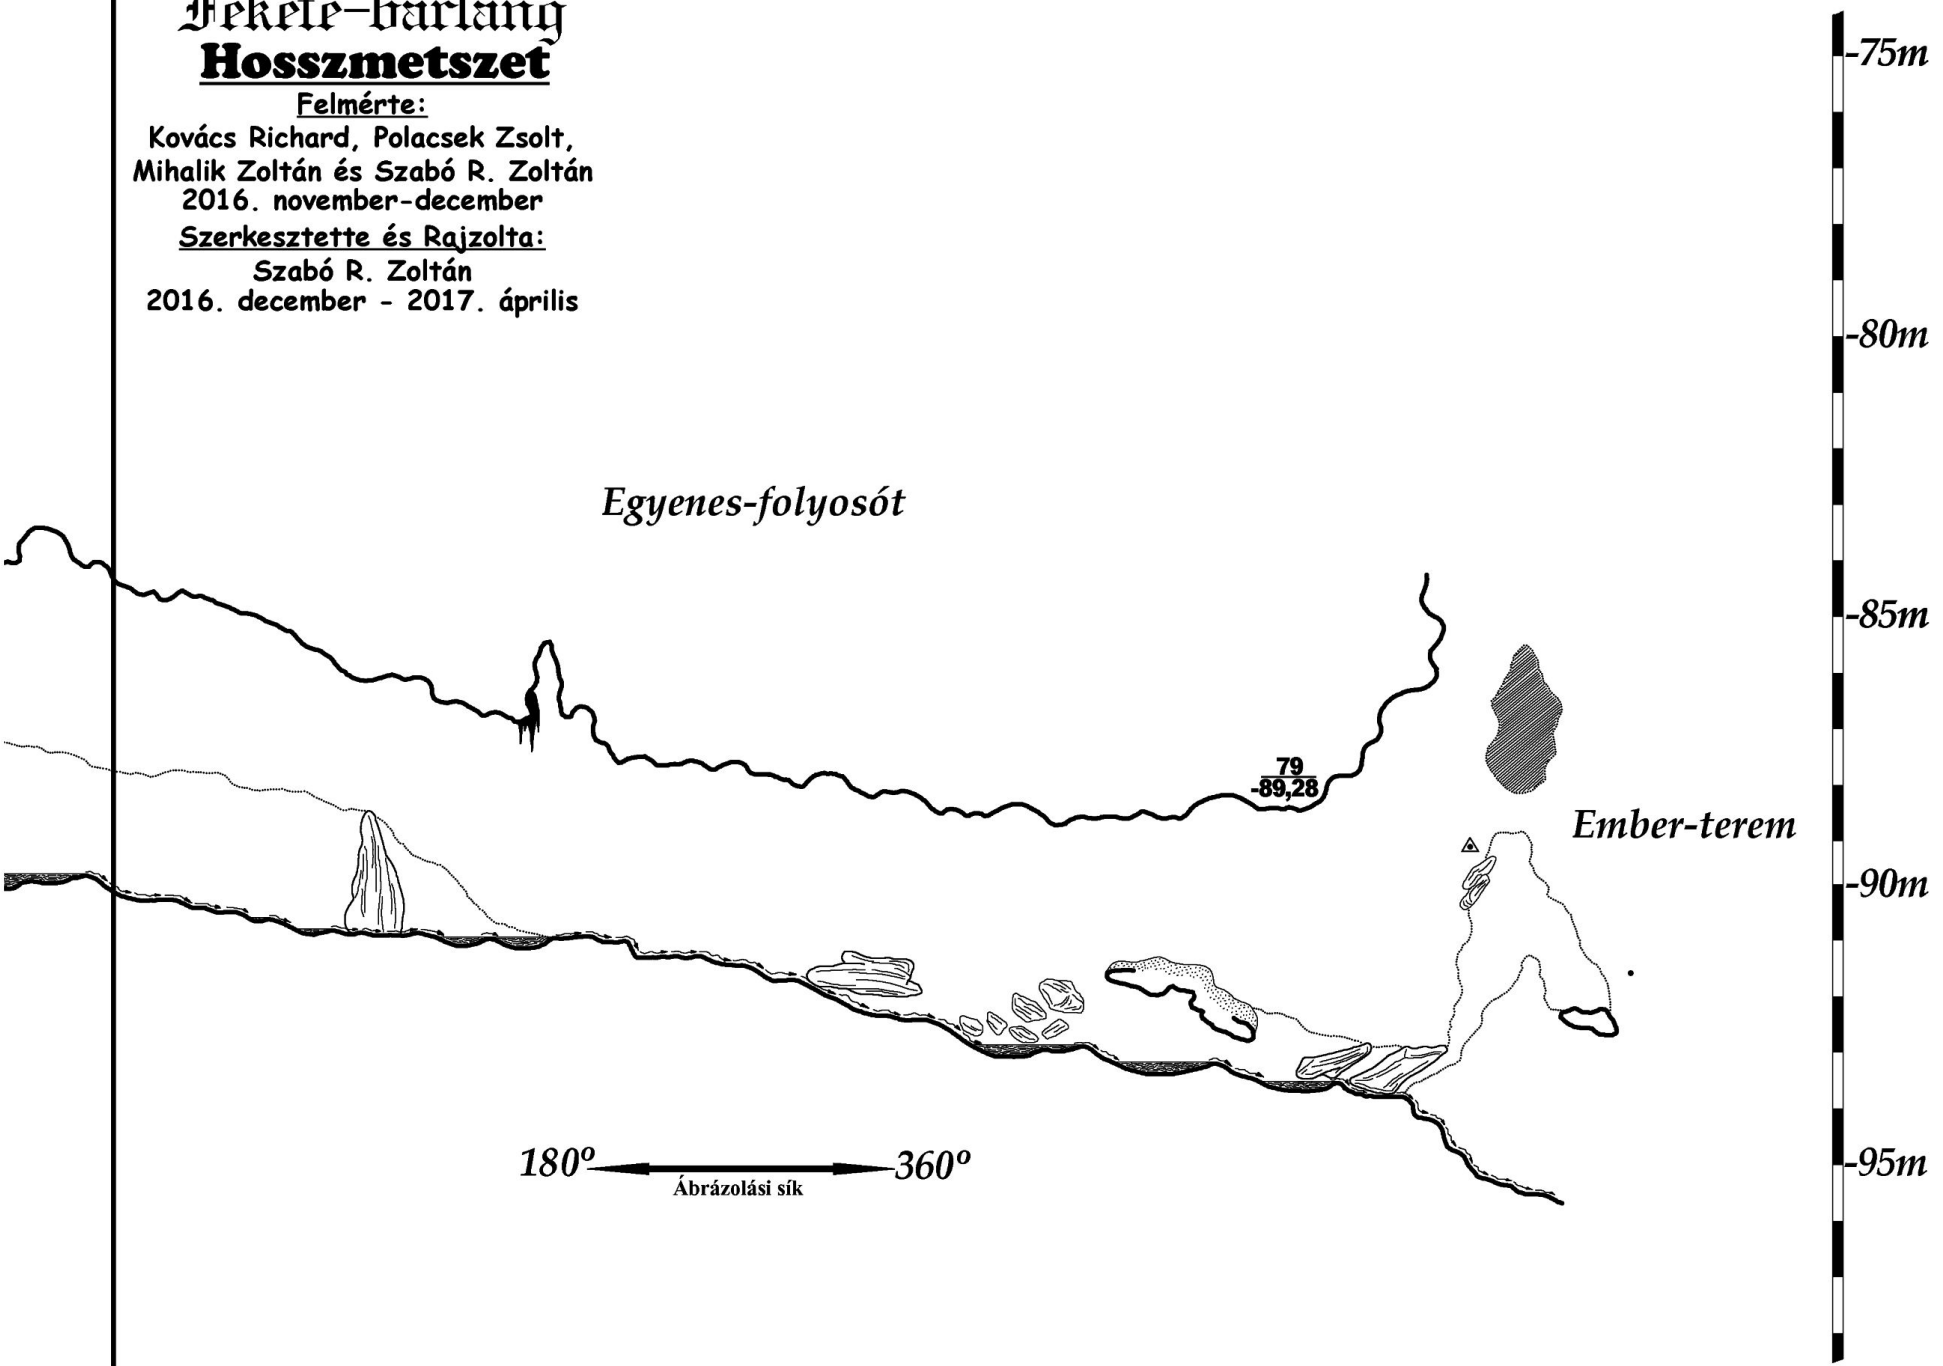 Fekete-barlang
Hosszmetszet
Felmérte:
Kovács Richard, Polacsek Zsolt,
Mihalik Zoltán és Szabó R. Zoltán
2016. november-december
Szerkesztette és Rajzolta:
Szabó R. Zoltán
2016. december - 2017. április
-75m
-80m
Egyenes-folyosót
-85m
79
-89,28
Ember-terem
-90m
180º
360º
-95m
Ábrázolási sík